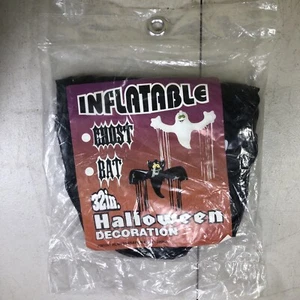 INFLATABLE
GHOST
BAT
32in.
Halloween
DECORATION